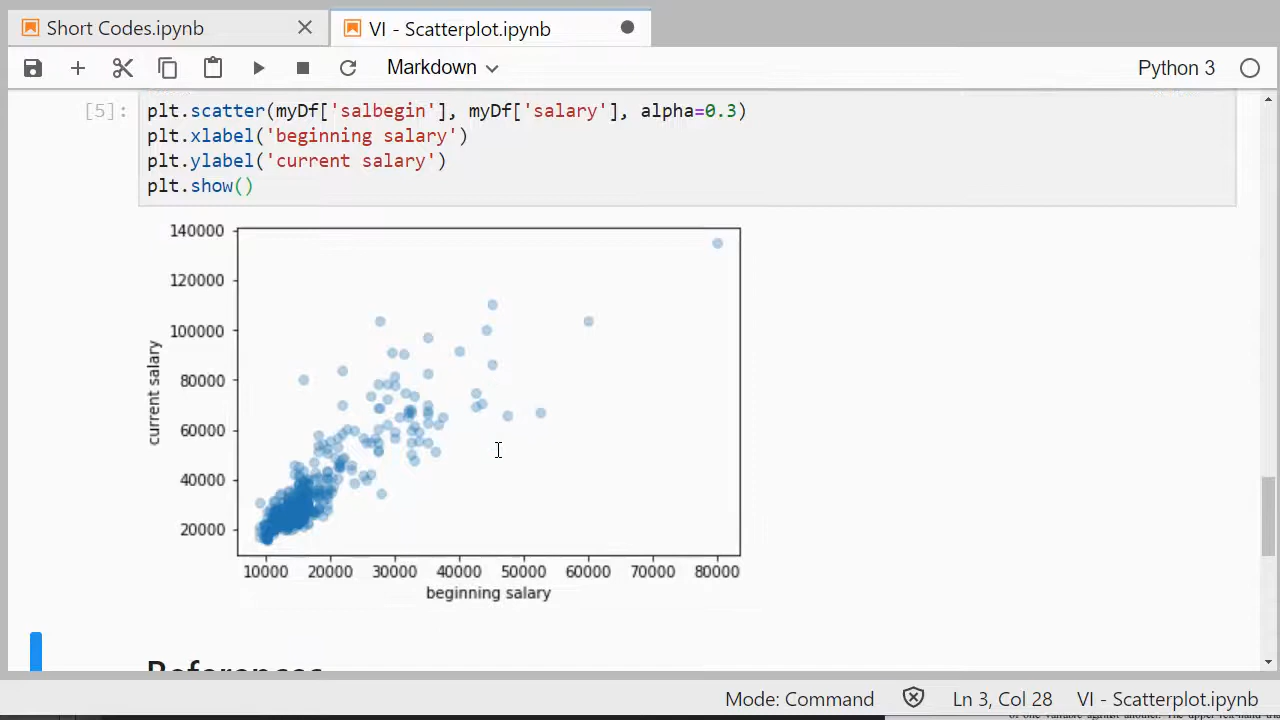 Short Codes.ipynb
VI - Scatterplot.ipynb
Markdown
Python 3
[5]:
plt.scatter(myDf['salbegin'], myDf['salary'], alpha=0.3)
plt.xlabel('beginning salary')
plt.ylabel('current salary')
plt.show()
140000
120000
100000
80000
60000
40000
20000
current salary
10000 20000 30000 40000 50000 60000 70000 80000
beginning salary
References
Mode: Command
Ln 3, Col 28
VI - Scatterplot.ipynb